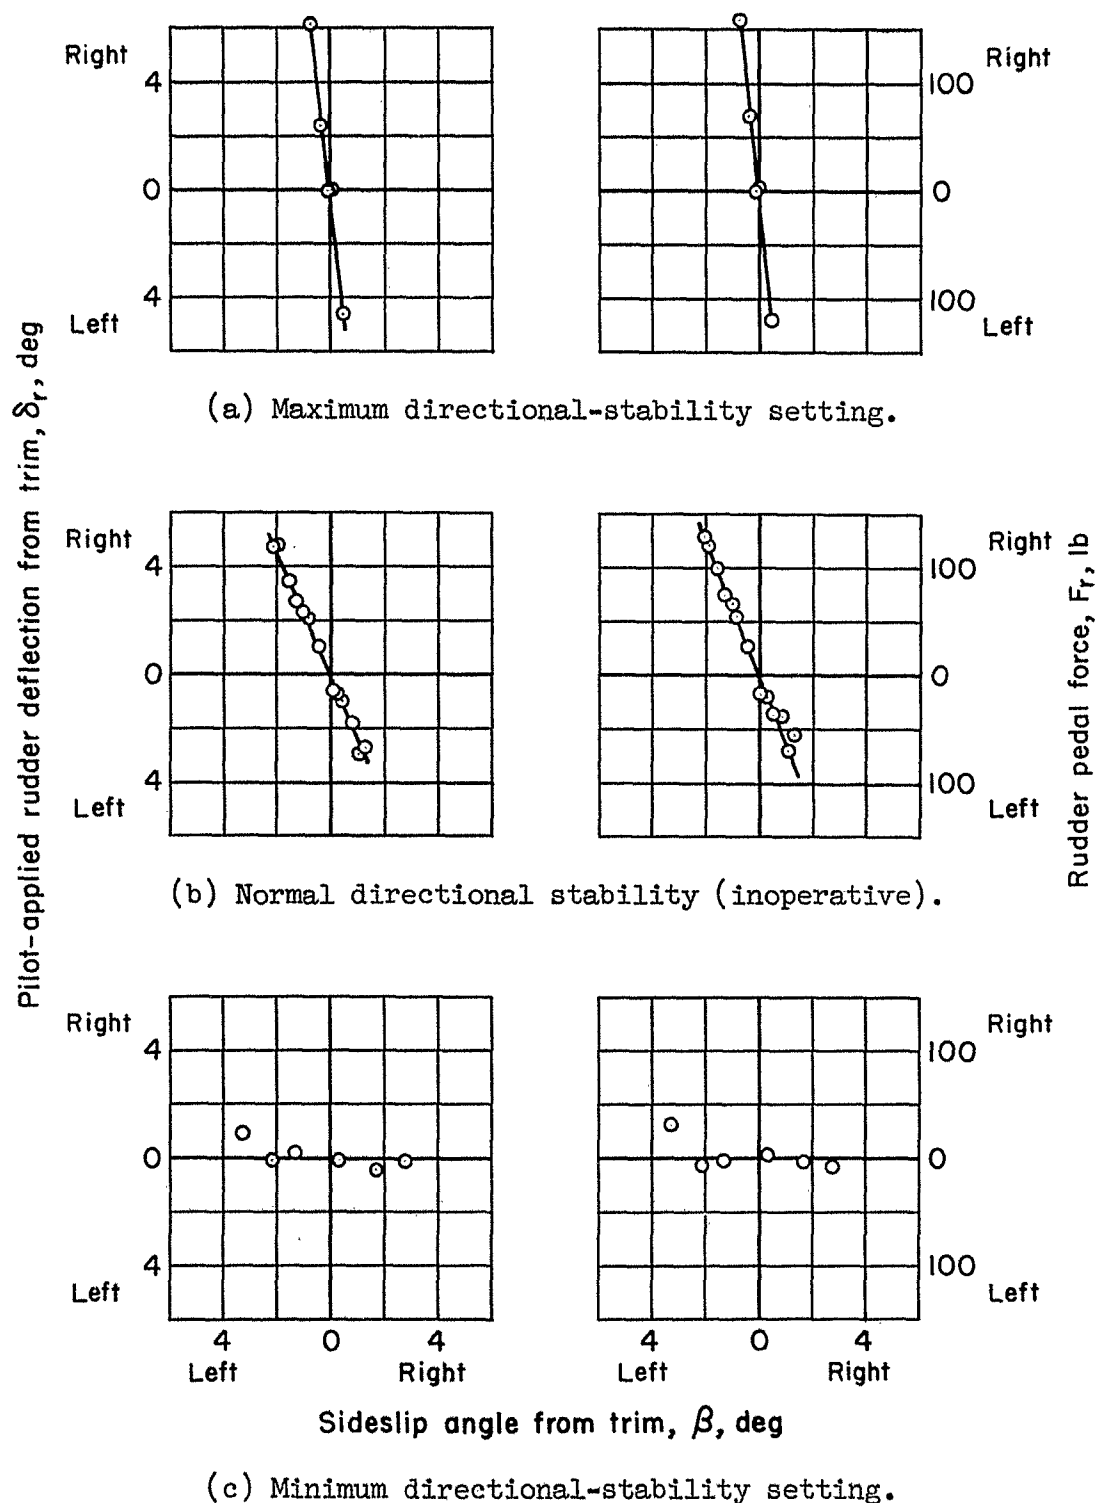 Pilot-applied rudder deflection from trim, δr, deg
Rudder pedal force, Fr, lb
Right
4
0
4
Left
Right
100
0
100
Left
(a) Maximum directional-stability setting.
Right
4
0
4
Left
Right
100
0
100
Left
(b) Normal directional stability (inoperative).
Right
4
0
4
Left
Right
100
0
100
Left
4 0 4
Left Right
4 0 4
Left Right
Sideslip angle from trim, β, deg
(c) Minimum directional-stability setting.